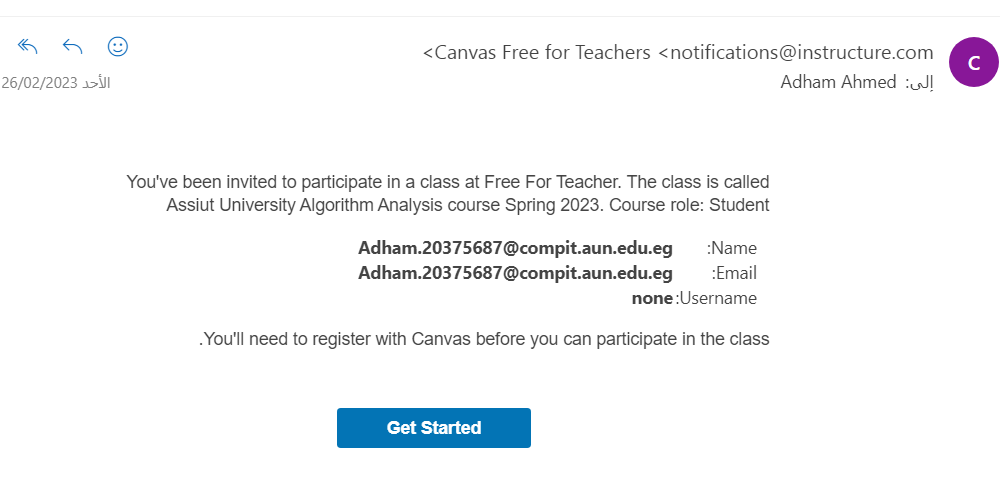 <Canvas Free for Teachers <notifications@instructure.com
C
إلى: Adham Ahmed
الأحد 26/02/2023
You've been invited to participate in a class at Free For Teacher. The class is called
Assiut University Algorithm Analysis course Spring 2023. Course role: Student
Name: Adham.20375687@compit.aun.edu.eg
Email: Adham.20375687@compit.aun.edu.eg
Username: none
You'll need to register with Canvas before you can participate in the class.
Get Started